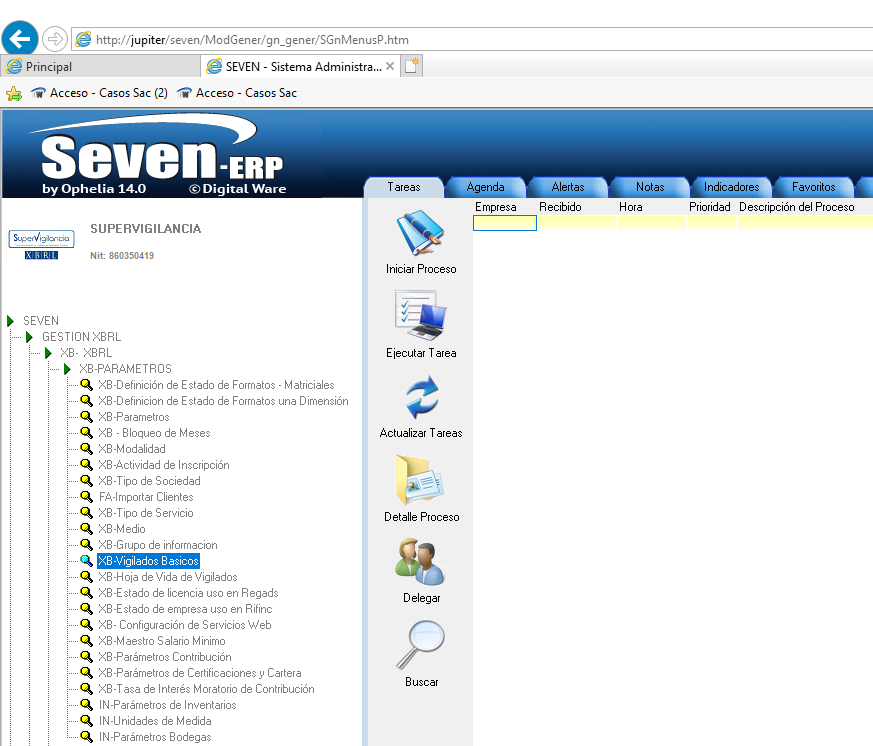 http://jupiter/seven/ModGener/gn_gener/SGnMenusP.htm
Principal
SEVEN - Sistema Administra...
Acceso - Casos Sac (2)
Acceso - Casos Sac
Seven-ERP
by Ophelia 14.0 ©Digital Ware
Tareas Agenda Alertas Notas Indicadores Favoritos
Empresa Recibido Hora Prioridad Descripción del Proceso
SuperVigilancia
XBRL
SUPERVIGILANCIA
Nit: 860350419
SEVEN
GESTION XBRL
XB- XBRL
XB-PARAMETROS
XB-Definición de Estado de Formatos - Matriciales
XB-Definicion de Estado de Formatos una Dimensión
XB-Parametros
XB - Bloqueo de Meses
XB-Modalidad
XB-Actividad de Inscripción
XB-Tipo de Sociedad
FA-Importar Clientes
XB-Tipo de Servicio
XB-Medio
XB-Grupo de informacion
XB-Vigilados Basicos
XB-Hoja de Vida de Vigilados
XB-Estado de licencia uso en Regads
XB-Estado de empresa uso en Rifinc
XB- Configuración de Servicios Web
XB-Maestro Salario Minimo
XB-Parámetros Contribución
XB-Parámetros de Certificaciones y Cartera
XB-Tasa de Interés Moratorio de Contribución
IN-Parámetros de Inventarios
IN-Unidades de Medida
IN-Parámetros Bodegas
Iniciar Proceso
Ejecutar Tarea
Actualizar Tareas
Detalle Proceso
Delegar
Buscar